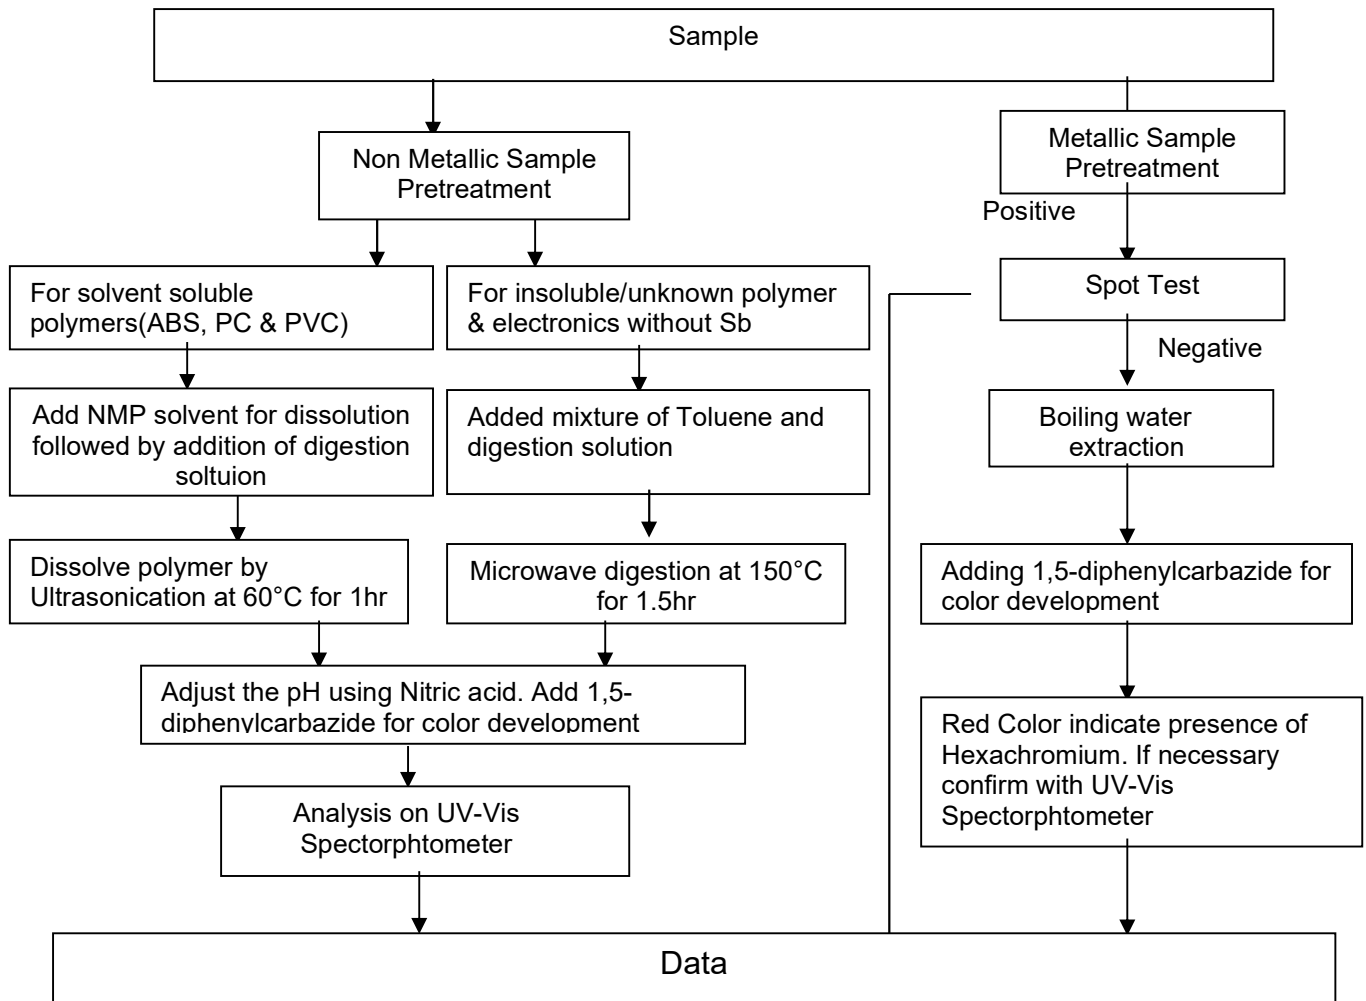 Sample
Non Metallic Sample
Pretreatment
Metallic Sample
Pretreatment
Positive
For solvent soluble
polymers(ABS, PC & PVC)
For insoluble/unknown polymer
& electronics without Sb
Spot Test
Negative
Add NMP solvent for dissolution
followed by addition of digestion
soltuion
Added mixture of Toluene and
digestion solution
Boiling water
extraction
Dissolve polymer by
Ultrasonication at 60°C for 1hr
Microwave digestion at 150°C
for 1.5hr
Adding 1,5-diphenylcarbazide for
color development
Adjust the pH using Nitric acid. Add 1,5-
diphenylcarbazide for color development
Red Color indicate presence of
Hexachromium. If necessary
confirm with UV-Vis
Spectorphtometer
Analysis on UV-Vis
Spectorphtometer
Data